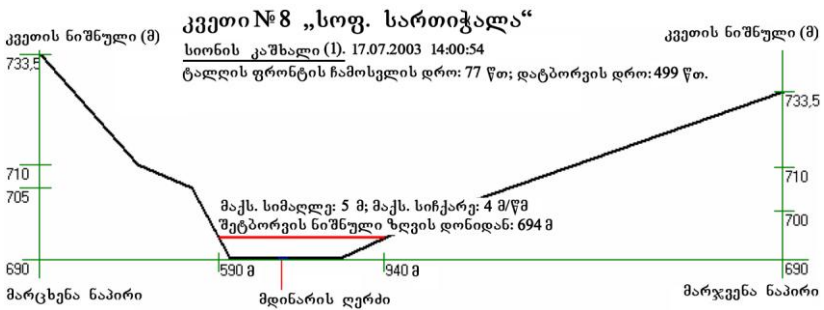 კვეთი № 8 „სოფ. სართიჭალა“
კვეთის ნიშნული (მ)
კვეთის ნიშნული (მ)
სიონის კაშხალი (1). 17.07.2003 14:00:54
ტალღის ფრონტის ჩამოსვლის დრო: 77 წთ; დატბორვის დრო: 499 წთ.
733,5
733,5
710
710
705
700
მაქს. სიმაღლე: 5 მ; მაქს. სიჩქარე: 4 მ/წმ
შეტბორვის ნიშნული ზღვის დონიდან: 694 მ
690
590 მ
940 მ
690
მარცხენა ნაპირი
მდინარის ღერძი
მარჯვენა ნაპირი